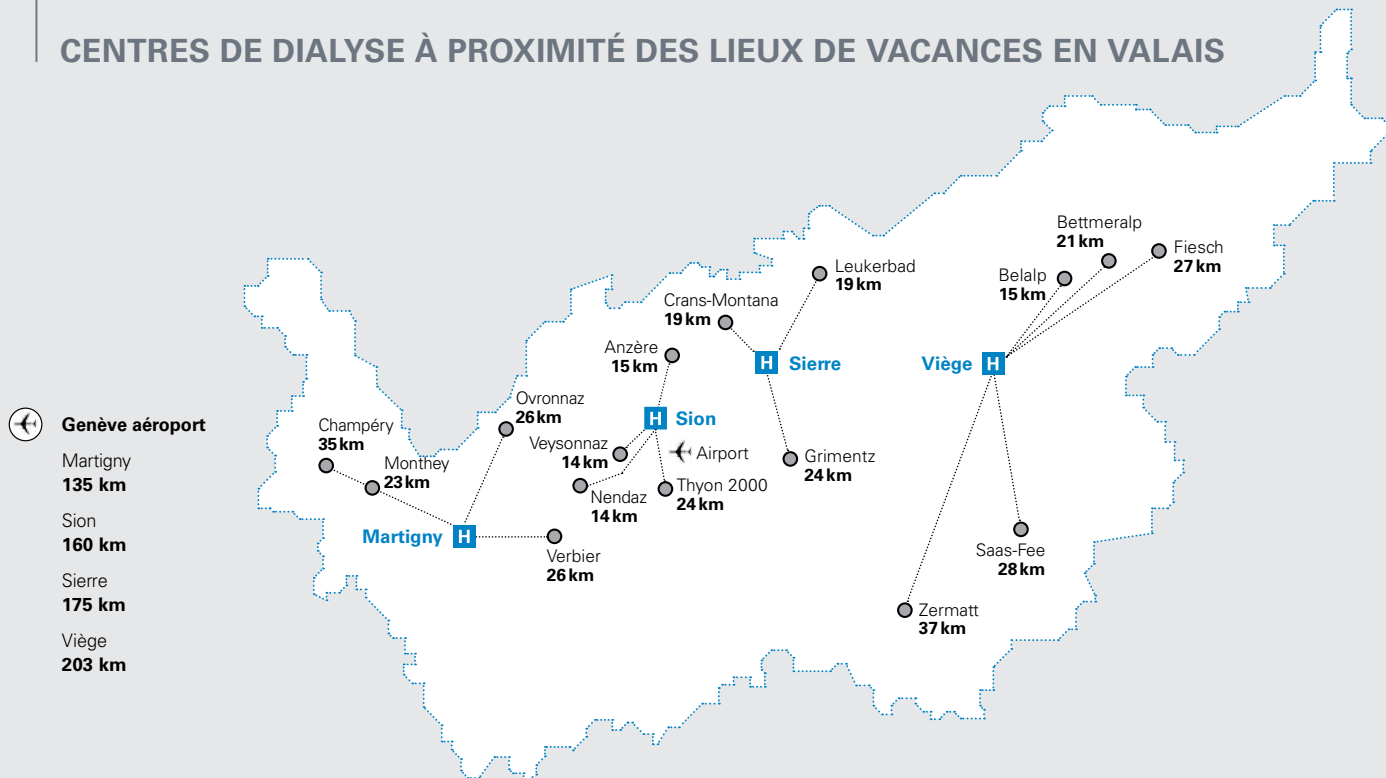 CENTRES DE DIALYSE À PROXIMITÉ DES LIEUX DE VACANCES EN VALAIS
Genève aéroport
Martigny
135 km
Sion
160 km
Sierre
175 km
Viège
203 km
Champéry
35 km
Monthey
23 km
Martigny
H
Ovronnaz
26 km
Verbier
26 km
Anzère
15 km
H
Sion
Veysonnaz
14 km
Airport
Nendaz
14 km
Thyon 2000
24 km
Crans-Montana
19 km
Leukerbad
19 km
H
Sierre
Grimentz
24 km
Bettmeralp
21 km
Belalp
15 km
Fiesch
27 km
Viège
H
Saas-Fee
28 km
Zermatt
37 km